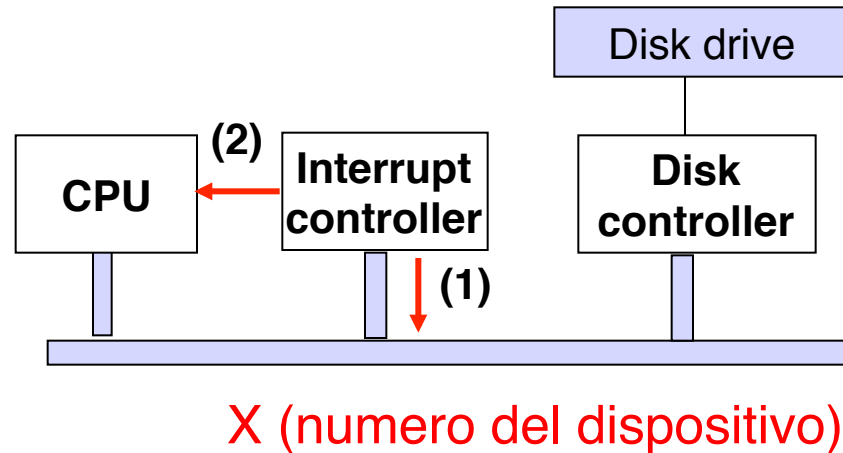 Disk drive
(2)
CPU
Interrupt
controller
Disk
controller
(1)
X (numero del dispositivo)